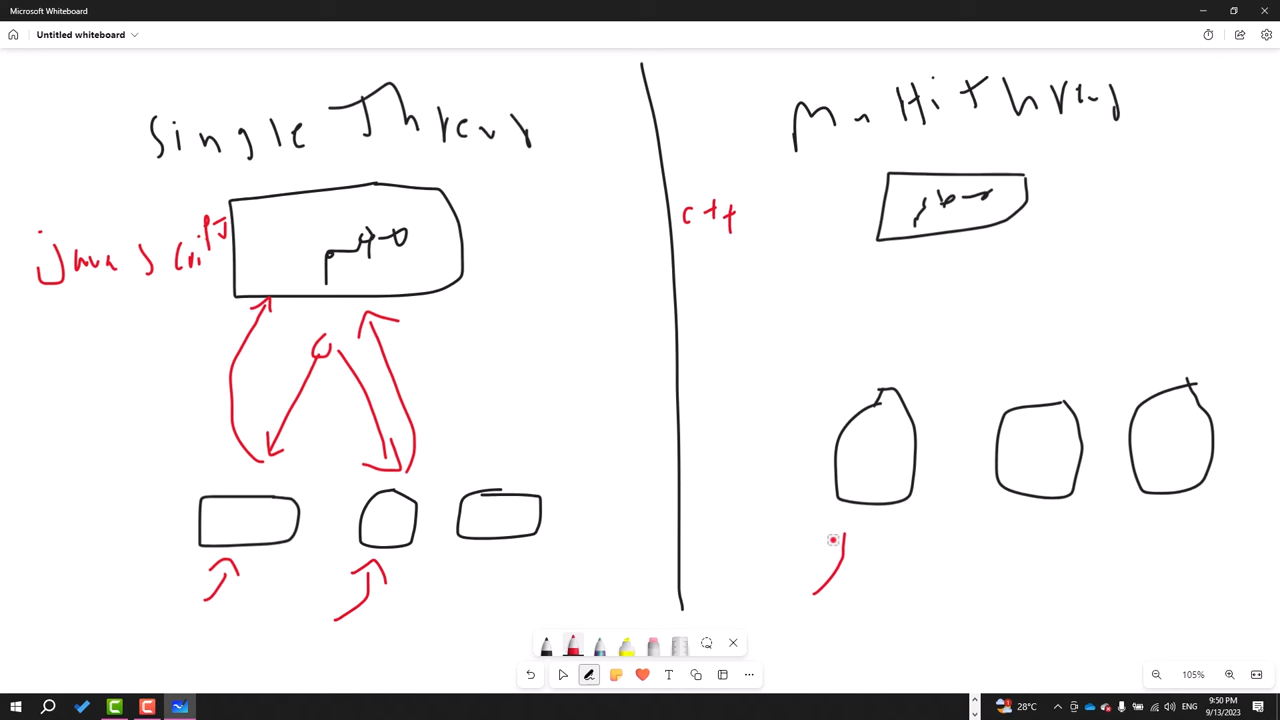 Microsoft Whiteboard
Untitled whiteboard
Single Thread
Multithread
javascript
c++
105%
28°C
ENG
9:50 PM
9/13/2023